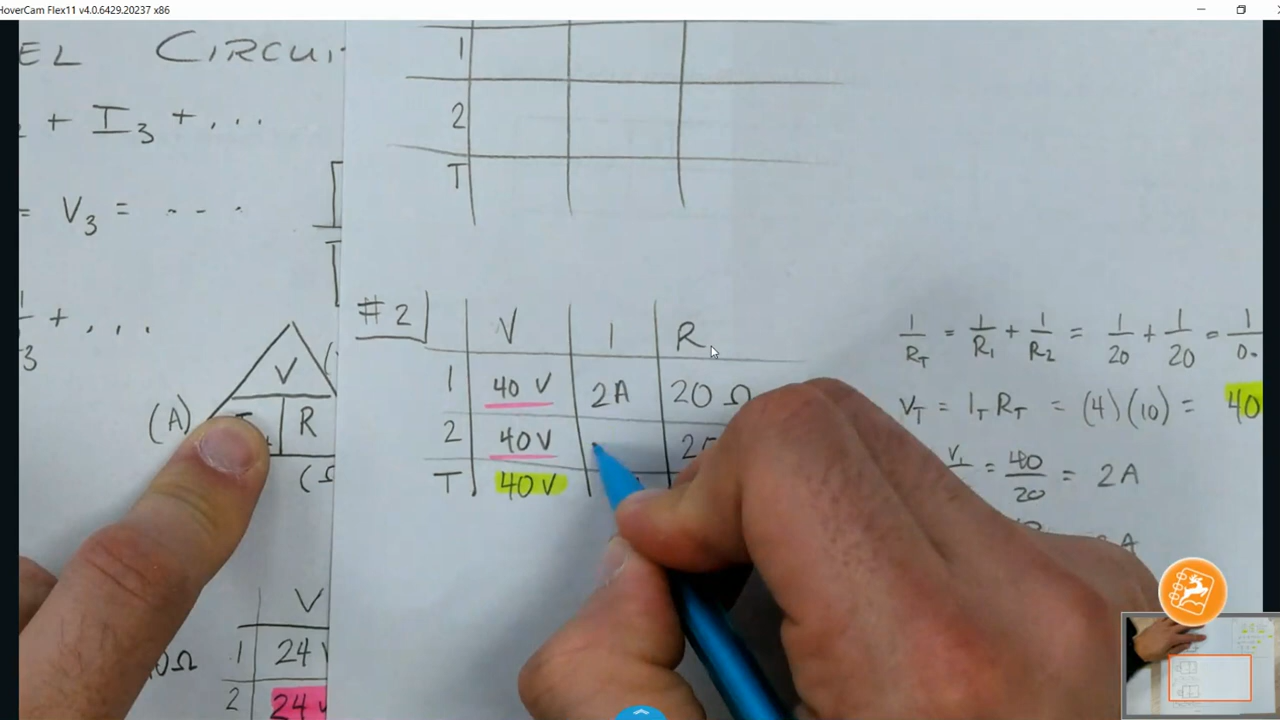 HoverCam Flex11 v4.0.6429.20237 x86
EL CIRCUI
+ I3 + ...
= V3 = ...
+ ...
3
(A)
V
R
V
1 24 V
2 24 V
Ω
1
2
T
#2
V I R
1 40 V 2A 20 Ω
2 40V
T 40V
1/RT = 1/R1 + 1/R2 = 1/20 + 1/20 = 1/0.
VT = IT RT = (4)(10) = 40
= 40/20 = 2A
A